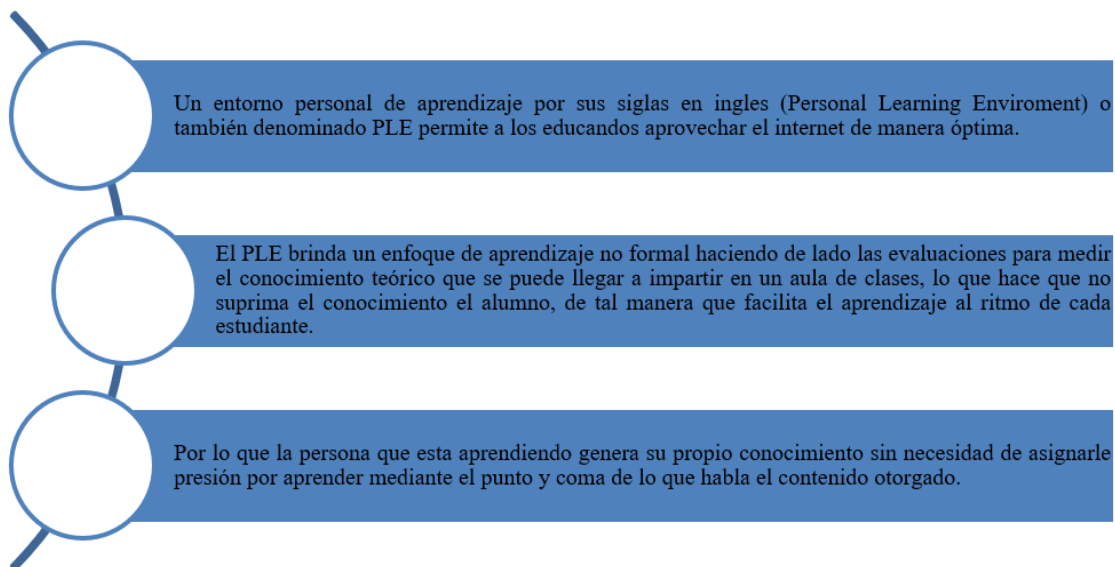 Un entorno personal de aprendizaje por sus siglas en ingles (Personal Learning Enviroment) o
también denominado PLE permite a los educandos aprovechar el internet de manera óptima.
El PLE brinda un enfoque de aprendizaje no formal haciendo de lado las evaluaciones para medir
el conocimiento teórico que se puede llegar a impartir en un aula de clases, lo que hace que no
suprima el conocimiento el alumno, de tal manera que facilita el aprendizaje al ritmo de cada
estudiante.
Por lo que la persona que esta aprendiendo genera su propio conocimiento sin necesidad de asignarle
presión por aprender mediante el punto y coma de lo que habla el contenido otorgado.